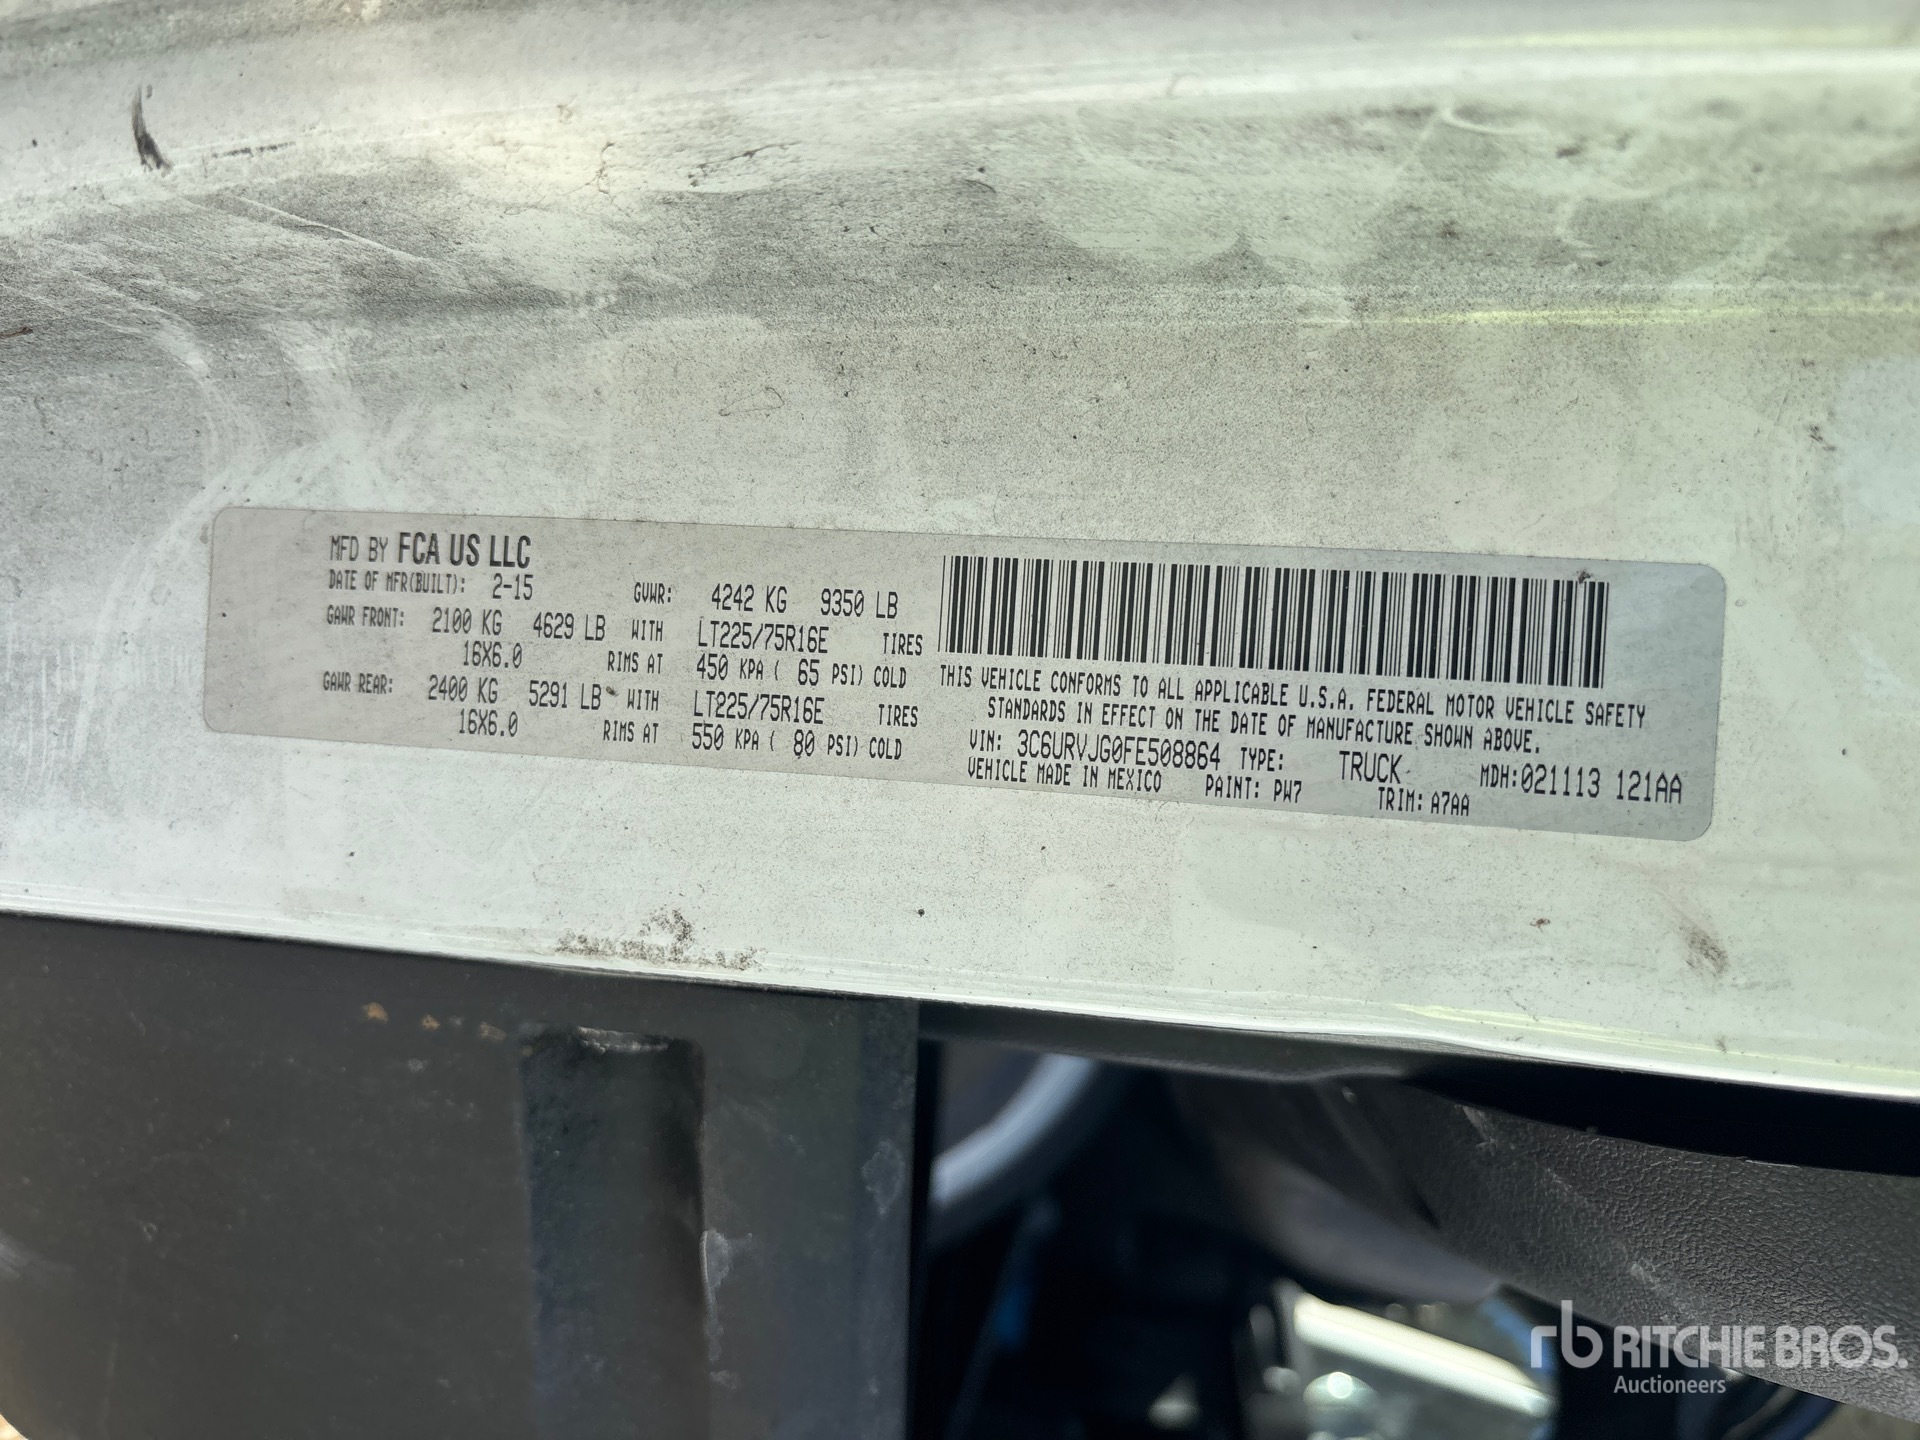 MFD BY FCA US LLC
DATE OF MFR(BUILT): 2-15 GVWR: 4242 KG 9350 LB
GAWR FRONT: 2100 KG 4629 LB WITH LT225/75R16E TIRES
16X6.0 RIMS AT 450 KPA ( 65 PSI) COLD
GAWR REAR: 2400 KG 5291 LB WITH LT225/75R16E TIRES
16X6.0 RIMS AT 550 KPA ( 80 PSI) COLD
THIS VEHICLE CONFORMS TO ALL APPLICABLE U.S.A. FEDERAL MOTOR VEHICLE SAFETY
STANDARDS IN EFFECT ON THE DATE OF MANUFACTURE SHOWN ABOVE.
VIN: 3C6URVJG0FE508864 TYPE: TRUCK MDH:021113 121AA
VEHICLE MADE IN MEXICO PAINT: PW7 TRIM: A7AA
rb RITCHIE BROS.
Auctioneers